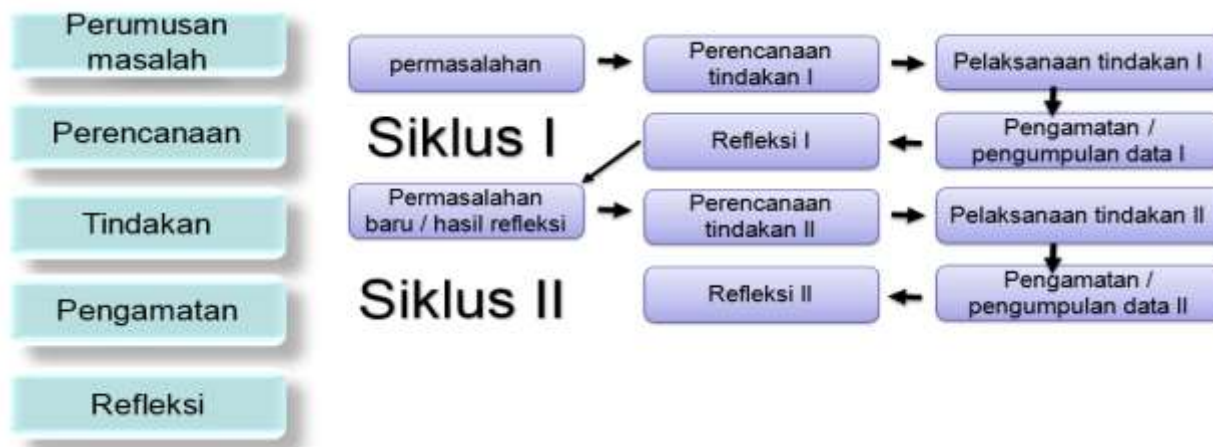 Perumusan
masalah
Perencanaan
Tindakan
Pengamatan
Refleksi
permasalahan
Perencanaan
tindakan I
Pelaksanaan tindakan I
Siklus I
Refleksi I
Pengamatan /
pengumpulan data I
Permasalahan
baru / hasil refleksi
Perencanaan
tindakan II
Pelaksanaan tindakan II
Siklus II
Refleksi II
Pengamatan /
pengumpulan data II